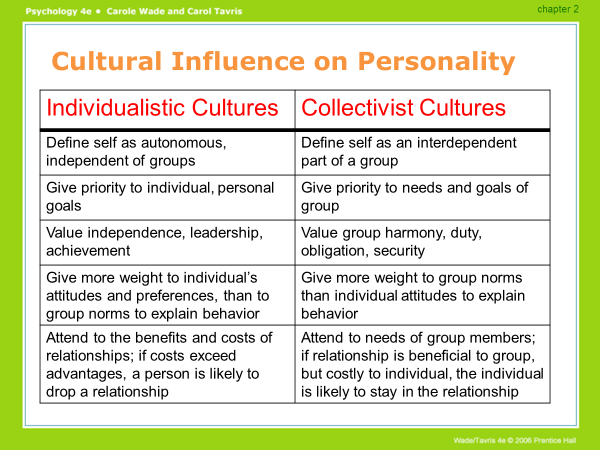 Psychology 4e • Carole Wade and Carol Tavris
chapter 2
Cultural Influence on Personality
Individualistic Cultures
Collectivist Cultures
Define self as autonomous,
independent of groups
Define self as an interdependent
part of a group
Give priority to individual, personal
goals
Give priority to needs and goals of
group
Value independence, leadership,
achievement
Value group harmony, duty,
obligation, security
Give more weight to individual's
attitudes and preferences, than to
group norms to explain behavior
Give more weight to group norms
than individual attitudes to explain
behavior
Attend to the benefits and costs of
relationships; if costs exceed
advantages, a person is likely to
drop a relationship
Attend to needs of group members;
if relationship is beneficial to group,
but costly to individual, the individual
is likely to stay in the relationship
Wade/Tavris 4e © 2006 Prentice Hall